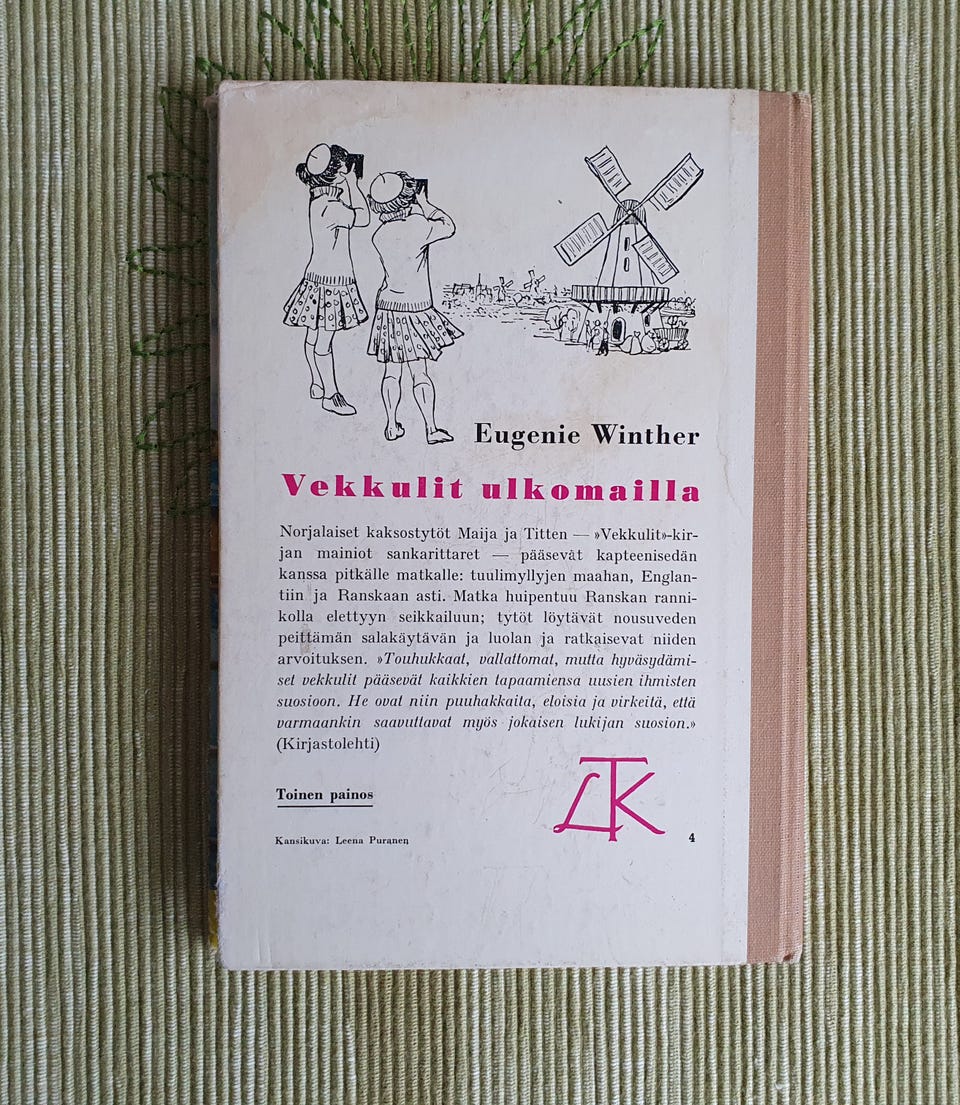 Eugenie Winther
Vekkulit ulkomailla
Norjalaiset kaksostytöt Maija ja Titten — »Vekkulit»-kir-
jan mainiot sankarittaret — pääsevät kapteenisedän
kanssa pitkälle matkalle: tuulimyllyjen maahan, Englan-
tiin ja Ranskaan asti. Matka huipentuu Ranskan ranni-
kolla elettyyn seikkailuun; tytöt löytävät nousuveden
peittämän salakäytävän ja luolan ja ratkaisevat niiden
arvoituksen. »Touhukkaat, vallattomat, mutta hyväsydämi-
set vekkulit pääsevät kaikkien tapaamiensa uusien ihmisten
suosioon. He ovat niin puuhakkaita, eloisia ja virkeitä, että
varmaankin saavuttavat myös jokaisen lukijan suosion.»
(Kirjastolehti)
Toinen painos
LTK
Kansikuva: Leena Puranen
4